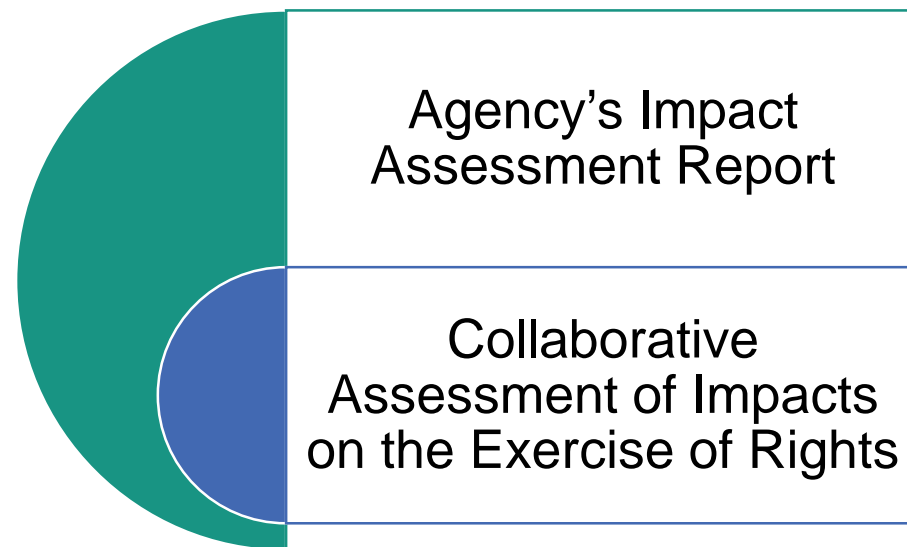 Agency’s Impact
Assessment Report
Collaborative
Assessment of Impacts
on the Exercise of Rights